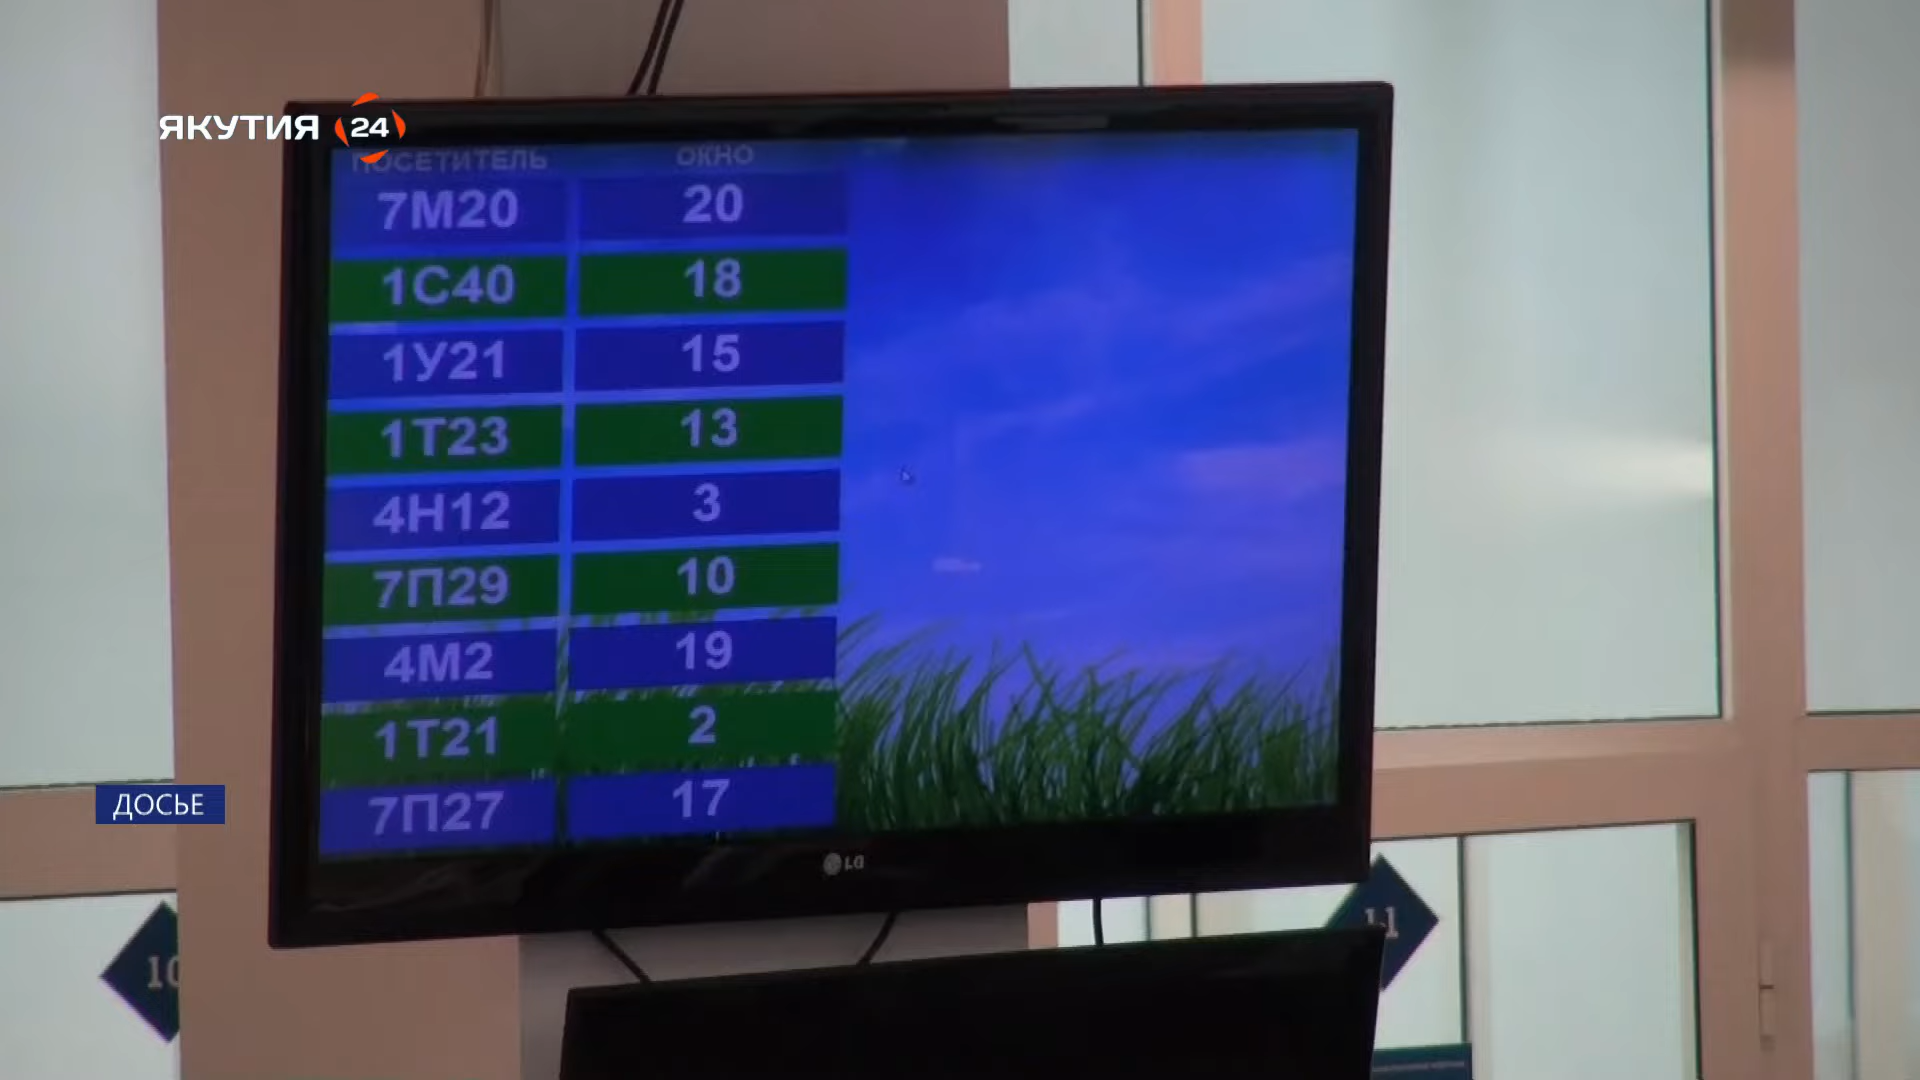 ЯКУТИЯ 24
ПОСЕТИТЕЛЬ ОКНО
7М20 20
1С40 18
1У21 15
1Т23 13
4Н12 3
7П29 10
4М2 19
1Т21 2
7П27 17
ДОСЬЕ
LG
11
10